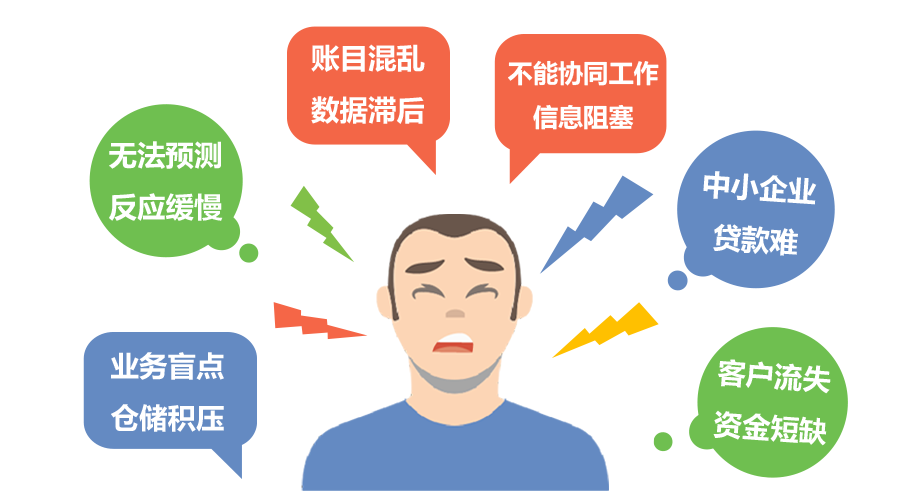 账目混乱
数据滞后
不能协同工作
信息阻塞
无法预测
反应缓慢
中小企业
贷款难
业务盲点
仓储积压
客户流失
资金短缺